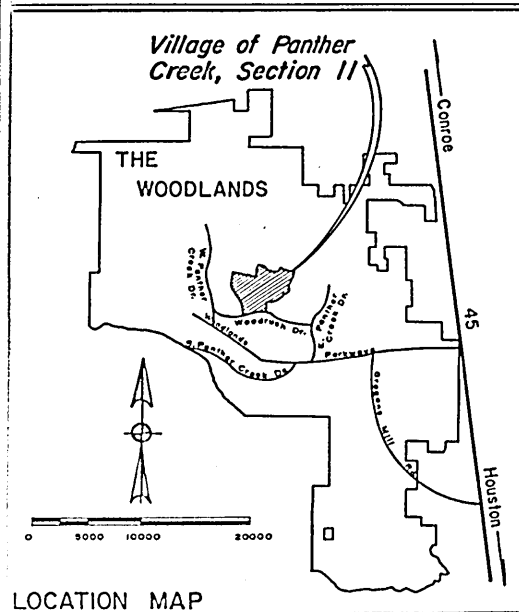 Village of Panther
Creek, Section II
Conroe
THE
WOODLANDS
W. Panther
Creek Dr.
Woodlands
Woodrush Dr.
E. Panther
Creek Dr.
Parkway
S. Panther Creek Dr.
45
Grogans Mill
Rd.
Houston
0 5000 10000 20000
LOCATION MAP